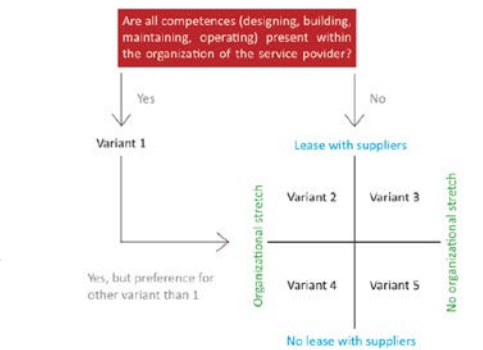 Are all competences (designing, building,
maintaining, operating) present within
the organization of the service povider?
Yes
No
Variant 1
Lease with suppliers
Organizational stretch
Variant 2
Variant 3
No organizational stretch
Yes, but preference for
other variant than 1
Variant 4
Variant 5
No lease with suppliers